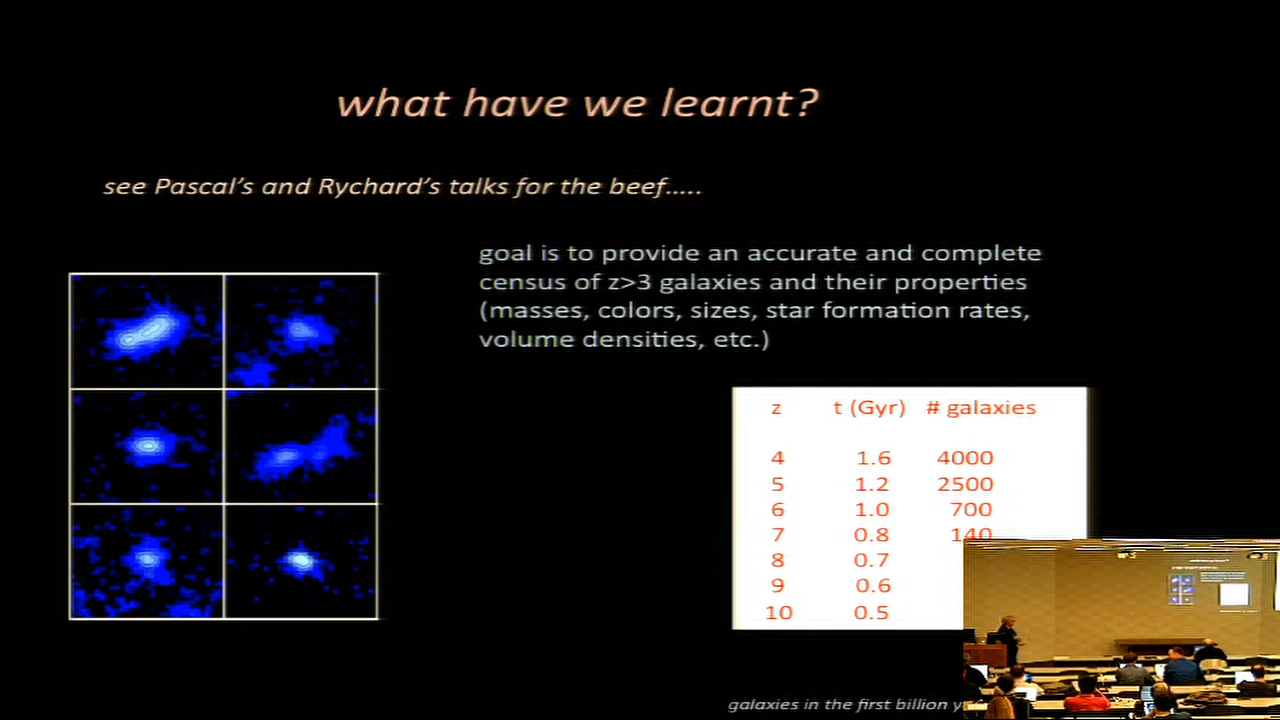 what have we learnt?
see Pascal's and Rychard's talks for the beef.....
goal is to provide an accurate and complete
census of z>3 galaxies and their properties
(masses, colors, sizes, star formation rates,
volume densities, etc.)
z t (Gyr) # galaxies
4 1.6 4000
5 1.2 2500
6 1.0 700
7 0.8 140
8 0.7
9 0.6
10 0.5
galaxies in the first billion